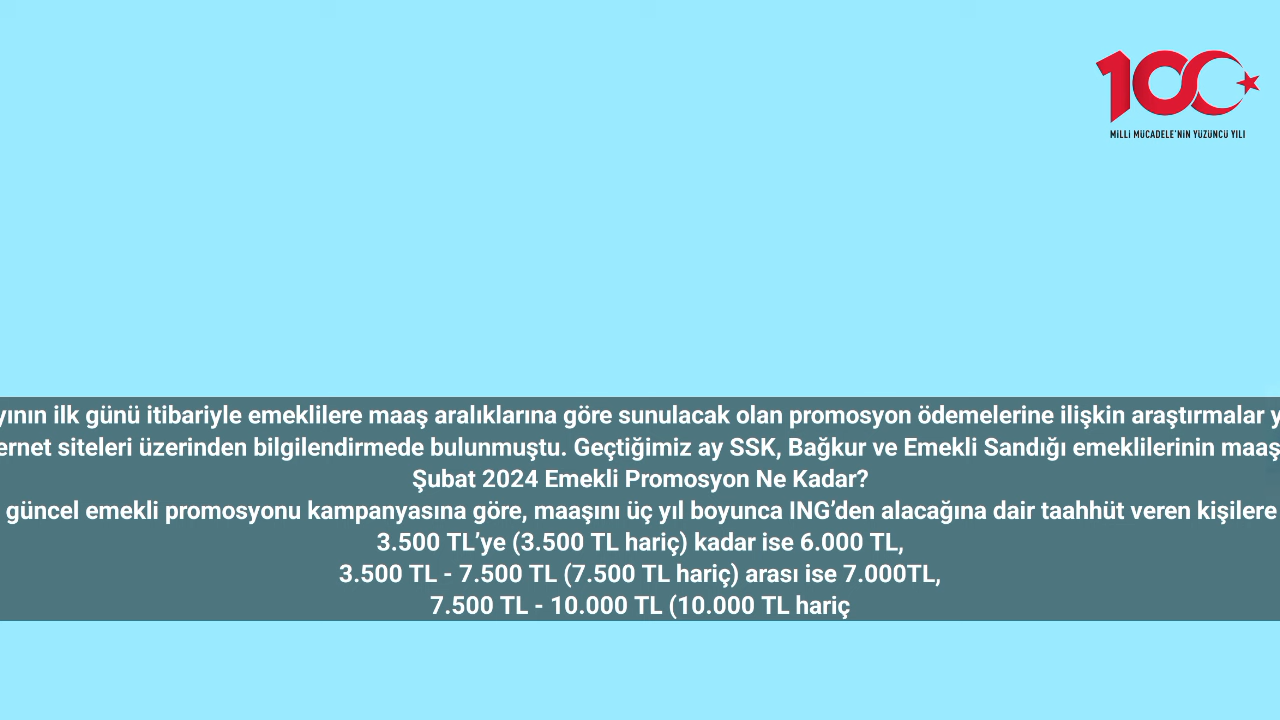 100
MİLLİ MÜCADELE'NİN YÜZÜNCÜ YILI
yının ilk günü itibariyle emeklilere maaş aralıklarına göre sunulacak olan promosyon ödemelerine ilişkin araştırmalar y
ernet siteleri üzerinden bilgilendirmede bulunmuştu. Geçtiğimiz ay SSK, Bağkur ve Emekli Sandığı emeklilerinin maaş
Şubat 2024 Emekli Promosyon Ne Kadar?
güncel emekli promosyonu kampanyasına göre, maaşını üç yıl boyunca ING’den alacağına dair taahhüt veren kişilere
3.500 TL’ye (3.500 TL hariç) kadar ise 6.000 TL,
3.500 TL - 7.500 TL (7.500 TL hariç) arası ise 7.000TL,
7.500 TL - 10.000 TL (10.000 TL hariç